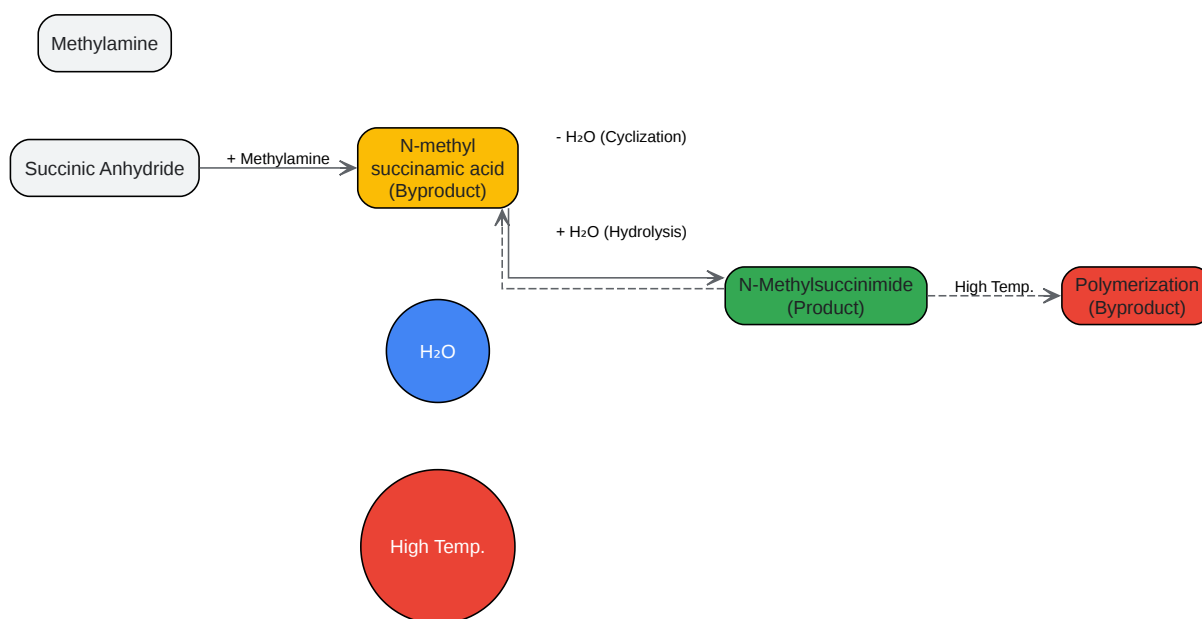 Methylamine
Succinic Anhydride
+ Methylamine
N-methyl
succinamic acid
(Byproduct)
- H₂O (Cyclization)
+ H₂O (Hydrolysis)
N-Methylsuccinimide
(Product)
High Temp.
Polymerization
(Byproduct)
H₂O
High Temp.